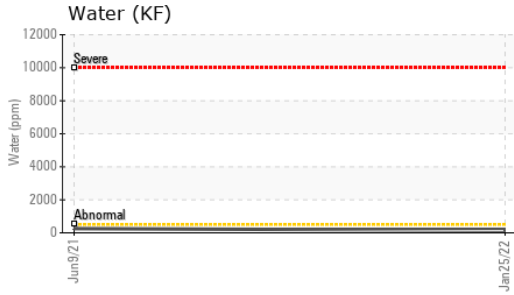 Water (KF)
12000
Severe
10000
8000
6000
4000
2000
Abnormal
0
Water (ppm)
Jun9/21
Jan25/22